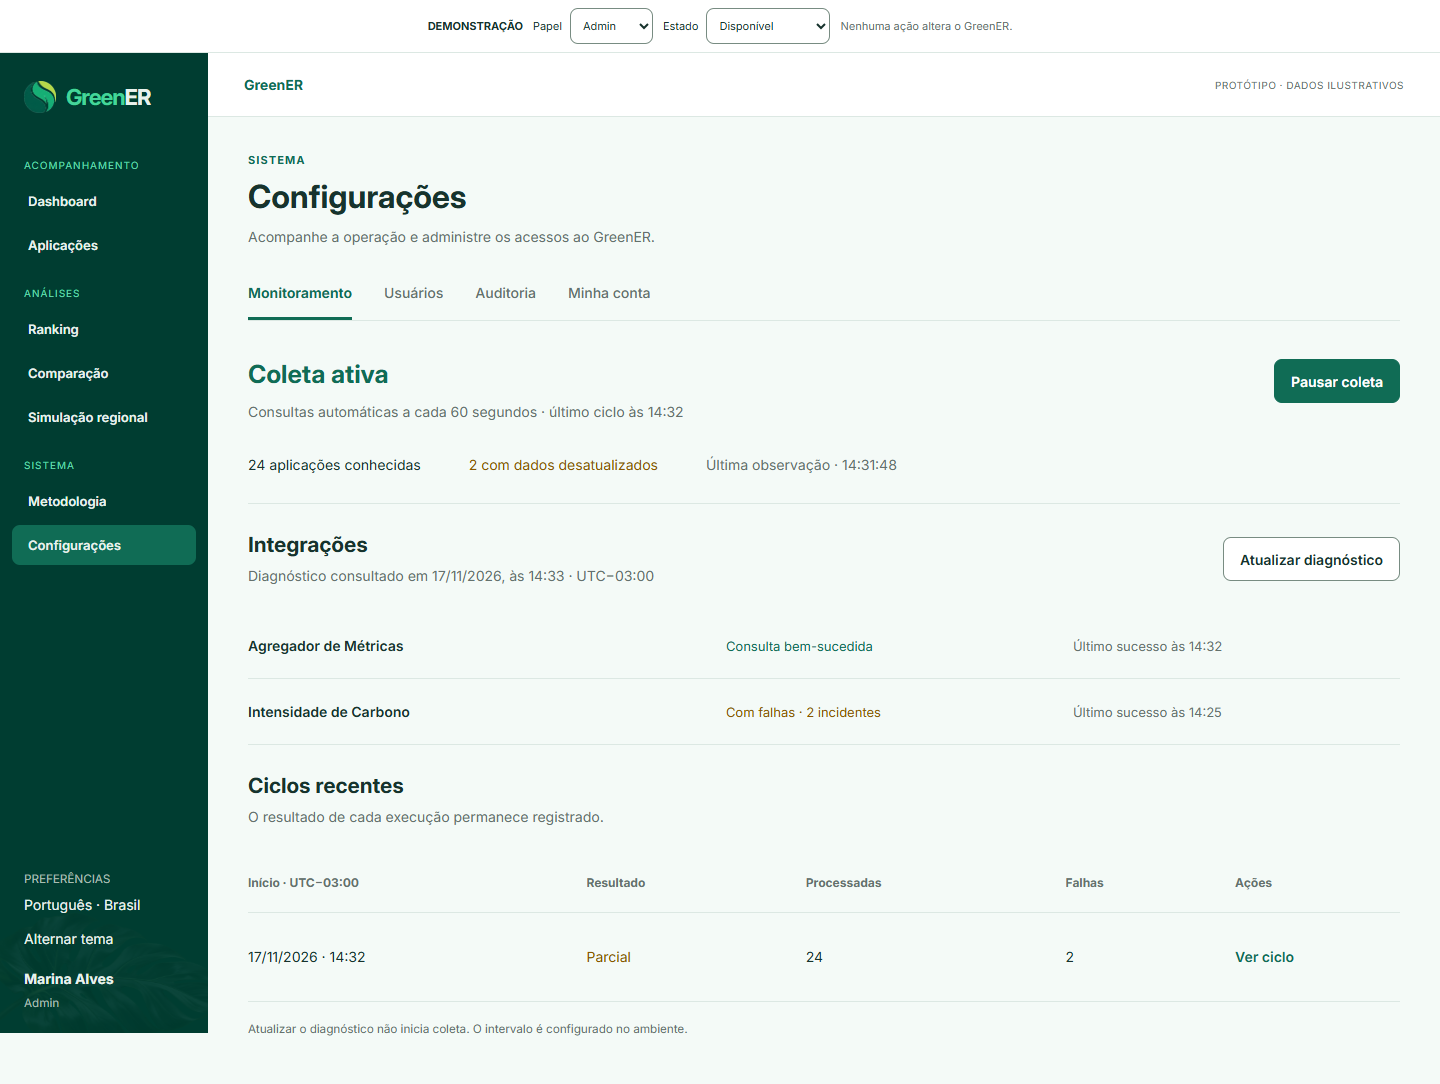 DEMONSTRAÇÃO Papel Admin Estado Disponível Nenhuma ação altera o GreenER.
GreenER
ACOMPANHAMENTO
Dashboard
Aplicações
ANÁLISES
Ranking
Comparação
Simulação regional
SISTEMA
Metodologia
Configurações
PREFERÊNCIAS
Português · Brasil
Alternar tema
Marina Alves
Admin
GreenER PROTÓTIPO · DADOS ILUSTRATIVOS
SISTEMA
Configurações
Acompanhe a operação e administre os acessos ao GreenER.
Monitoramento Usuários Auditoria Minha conta
Coleta ativa Pausar coleta
Consultas automáticas a cada 60 segundos · último ciclo às 14:32
24 aplicações conhecidas 2 com dados desatualizados Última observação · 14:31:48
Integrações Atualizar diagnóstico
Diagnóstico consultado em 17/11/2026, às 14:33 · UTC−03:00
Agregador de Métricas Consulta bem-sucedida Último sucesso às 14:32
Intensidade de Carbono Com falhas · 2 incidentes Último sucesso às 14:25
Ciclos recentes
O resultado de cada execução permanece registrado.
Início · UTC−03:00 Resultado Processadas Falhas Ações
17/11/2026 · 14:32 Parcial 24 2 Ver ciclo
Atualizar o diagnóstico não inicia coleta. O intervalo é configurado no ambiente.